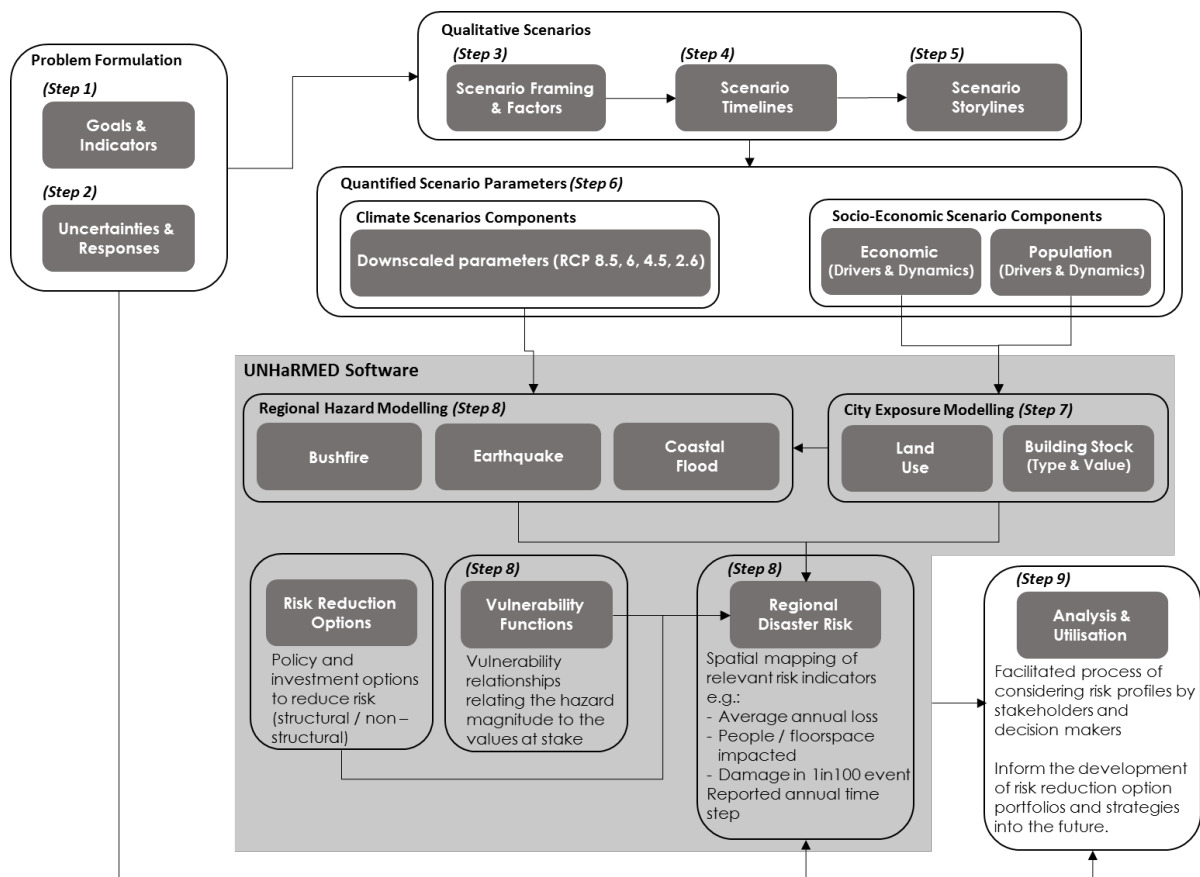 Problem Formulation
(Step 1)
Goals &
Indicators
(Step 2)
Uncertainties &
Responses
Qualitative Scenarios
(Step 3)
Scenario Framing
& Factors
(Step 4)
Scenario
Timelines
(Step 5)
Scenario
Storylines
Quantified Scenario Parameters (Step 6)
Climate Scenarios Components
Downscaled parameters (RCP 8.5, 6, 4.5, 2.6)
Socio-Economic Scenario Components
Economic
(Drivers & Dynamics)
Population
(Drivers & Dynamics)
UNHaRMED Software
Regional Hazard Modelling (Step 8)
Bushfire
Earthquake
Coastal
Flood
City Exposure Modelling (Step 7)
Land
Use
Building Stock
(Type & Value)
Risk Reduction
Options
Policy and
investment options
to reduce risk
(structural / non –
structural)
(Step 8)
Vulnerability
Functions
Vulnerability
relationships
relating the hazard
magnitude to the
values at stake
(Step 8)
Regional
Disaster Risk
Spatial mapping of
relevant risk indicators
e.g.:
- Average annual loss
- People / floorspace
impacted
- Damage in 1in100 event
Reported annual time
step
(Step 9)
Analysis &
Utilisation
Facilitated process of
considering risk profiles by
stakeholders and
decision makers
Inform the development
of risk reduction option
portfolios and strategies
into the future.